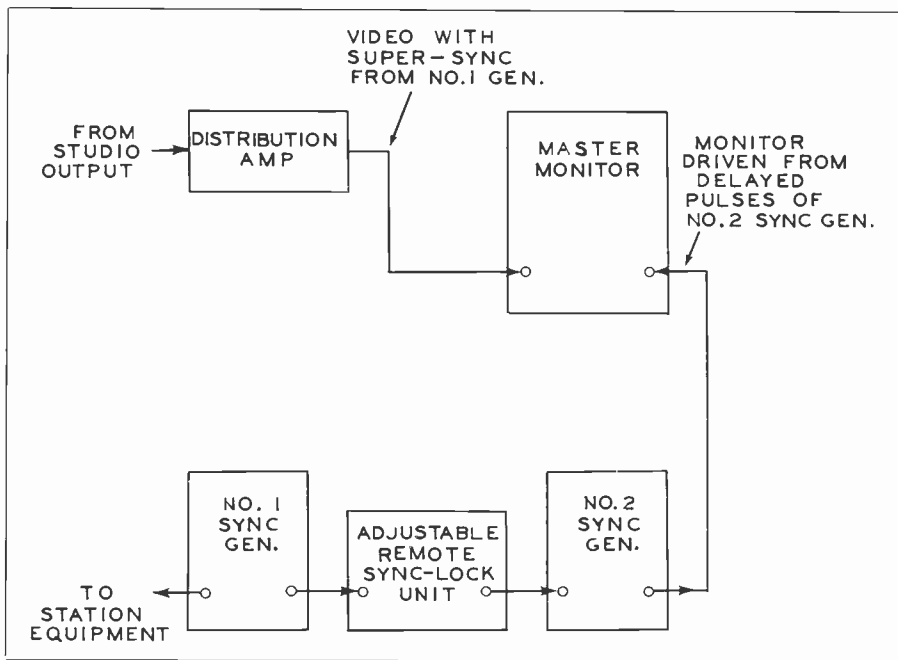 VIDEO WITH
SUPER-SYNC
FROM NO.1 GEN.
FROM
STUDIO
OUTPUT
DISTRIBUTION
AMP
MASTER
MONITOR
MONITOR
DRIVEN FROM
DELAYED
PULSES OF
NO.2 SYNC GEN.
NO. 1
SYNC
GEN.
ADJUSTABLE
REMOTE
SYNC-LOCK
UNIT
NO.2
SYNC
GEN.
TO
STATION
EQUIPMENT